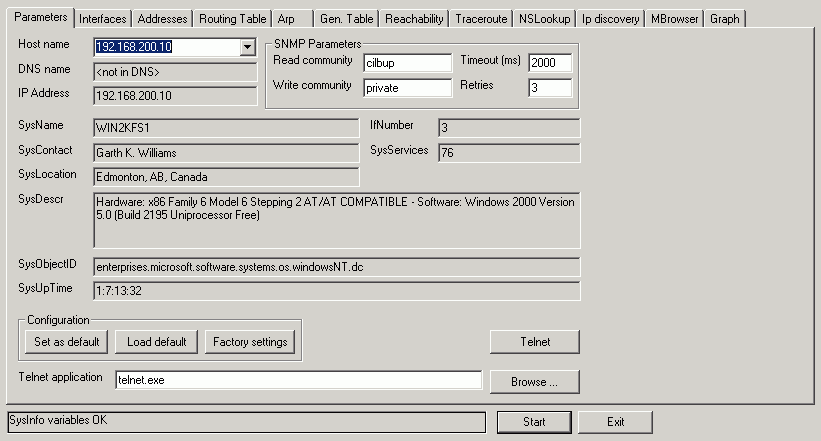 Parameters Interfaces Addresses Routing Table Arp Gen. Table Reachability Traceroute NSLookup Ip discovery MBrowser Graph
Host name 192.168.200.10
DNS name <not in DNS>
IP Address 192.168.200.10
SNMP Parameters
Read community cilbup Timeout (ms) 2000
Write community private Retries 3
SysName WIN2KFS1 IfNumber 3
SysContact Garth K. Williams SysServices 76
SysLocation Edmonton, AB, Canada
SysDescr Hardware: x86 Family 6 Model 6 Stepping 2 AT/AT COMPATIBLE - Software: Windows 2000 Version
5.0 (Build 2195 Uniprocessor Free)
SysObjectID enterprises.microsoft.software.systems.os.windowsNT.dc
SysUpTime 1:7:13:32
Configuration
Set as default Load default Factory settings Telnet
Telnet application telnet.exe Browse ...
SysInfo variables OK Start Exit